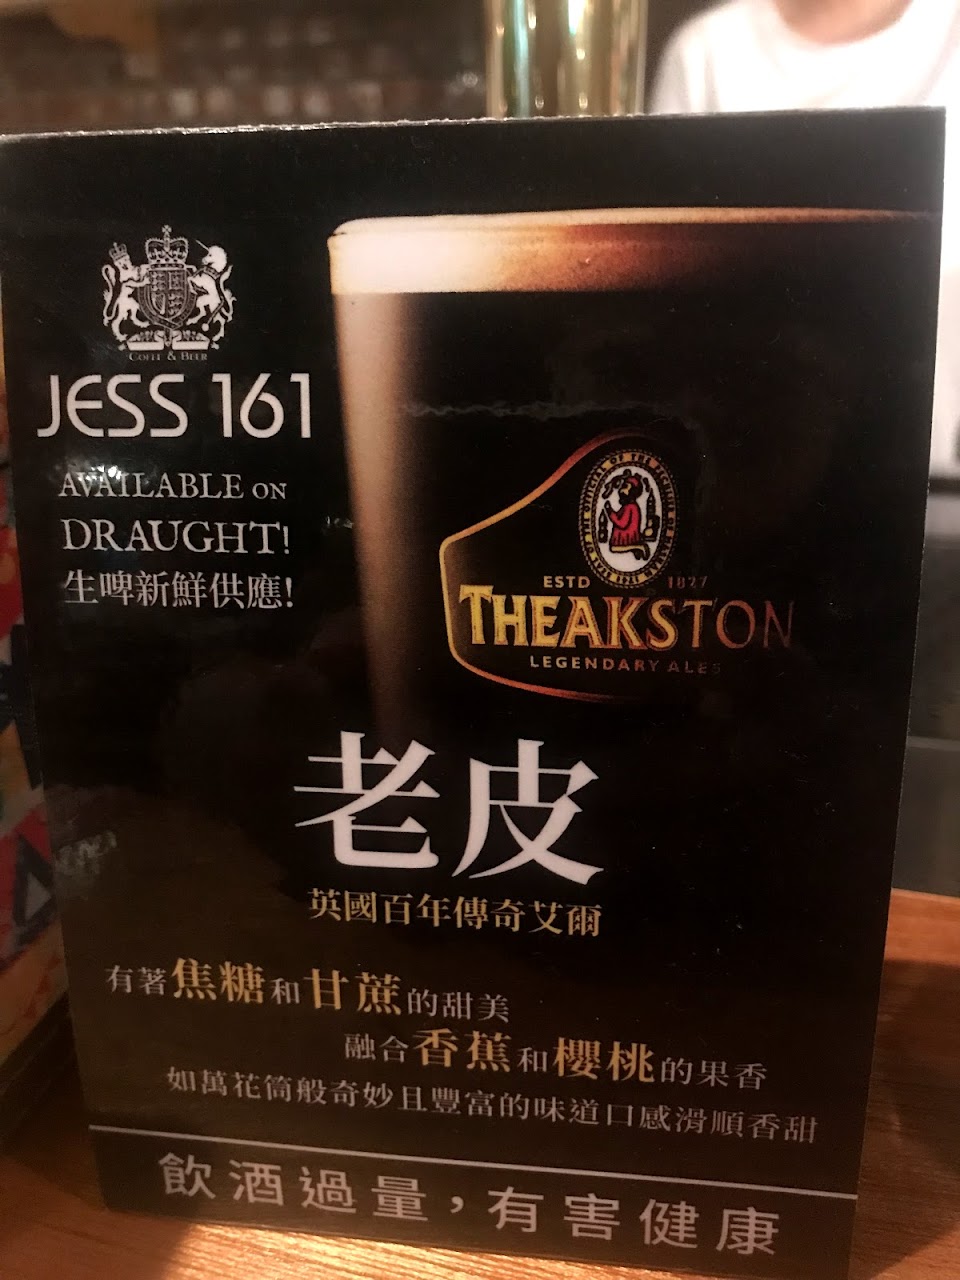 COFFE & BEER
JESS 161
AVAILABLE ON
DRAUGHT!
生啤新鮮供應!
ESTD 1827
THEAKSTON
LEGENDARY ALES
老皮
英國百年傳奇艾爾
有著焦糖和甘蔗的甜美
融合香蕉和櫻桃的果香
如萬花筒般奇妙且豐富的味道口感滑順香甜
飲酒過量，有害健康